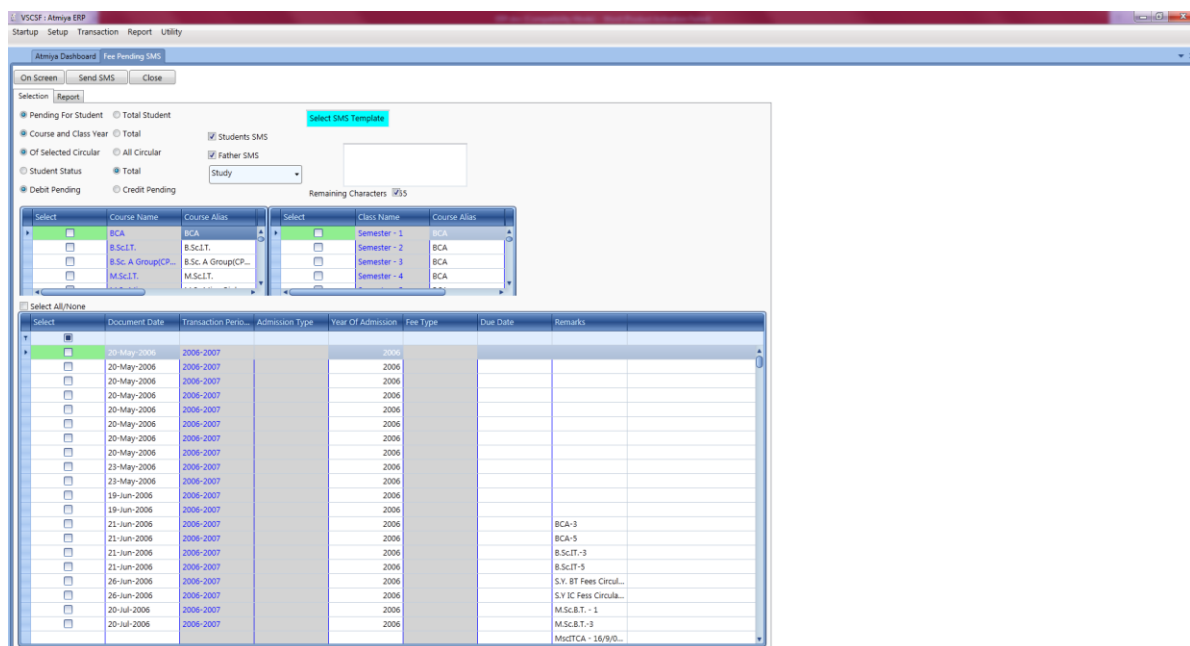 VSCSF : Atmiya ERP
Startup Setup Transaction Report Utility
Atmiya Dashboard Fee Pending SMS
On Screen Send SMS Close
Selection Report
Pending For Student Total Student
Select SMS Template
Course and Class Year Total
Students SMS
Of Selected Circular All Circular
Father SMS
Student Status Total
Study
Debit Pending Credit Pending
Remaining Characters
Select Course Name Course Alias Select Class Name Course Alias
BCA BCA Semester - 1 BCA
B.Sc.I.T. B.Sc.I.T. Semester - 2 BCA
B.Sc. A Group(CP... B.Sc. A Group(CP... Semester - 3 BCA
M.Sc.I.T. M.Sc.I.T. Semester - 4 BCA
Select All/None
Select Document Date Transaction Perio... Admission Type Year Of Admission Fee Type Due Date Remarks
20-May-2006 2006-2007 2006
20-May-2006 2006-2007 2006
20-May-2006 2006-2007 2006
20-May-2006 2006-2007 2006
20-May-2006 2006-2007 2006
20-May-2006 2006-2007 2006
20-May-2006 2006-2007 2006
20-May-2006 2006-2007 2006
23-May-2006 2006-2007 2006
23-May-2006 2006-2007 2006
19-Jun-2006 2006-2007 2006
19-Jun-2006 2006-2007 2006
21-Jun-2006 2006-2007 2006 BCA-3
21-Jun-2006 2006-2007 2006 BCA-5
21-Jun-2006 2006-2007 2006 B.Sc.IT.-3
21-Jun-2006 2006-2007 2006 B.Sc.IT-5
26-Jun-2006 2006-2007 2006 S.Y. BT Fees Circul...
26-Jun-2006 2006-2007 2006 S.Y IC Fess Circula...
20-Jul-2006 2006-2007 2006 M.Sc.B.T. - 1
20-Jul-2006 2006-2007 2006 M.Sc.B.T.-3
MscITCA - 16/9/0...